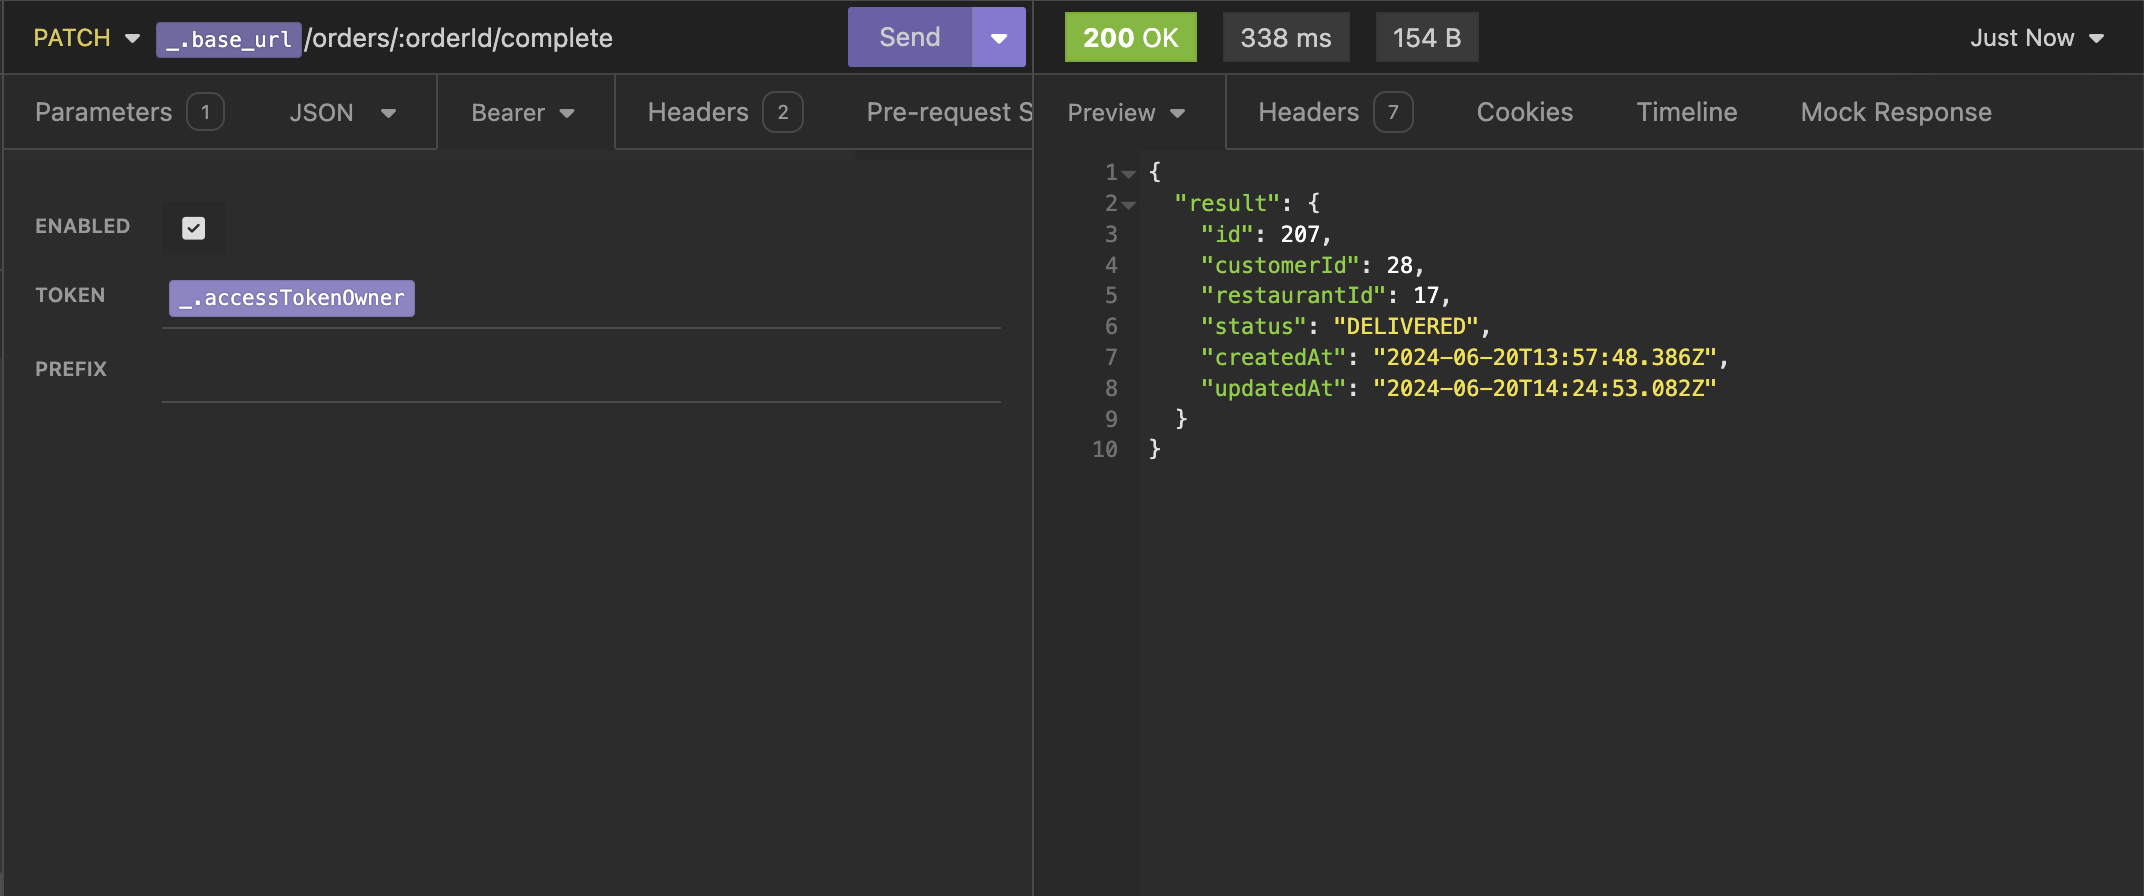 PATCH _.base_url /orders/:orderId/complete Send
200 OK 338 ms 154 B Just Now
Parameters 1 JSON Bearer Headers 2 Pre-request S
Preview Headers 7 Cookies Timeline Mock Response
ENABLED
TOKEN _.accessTokenOwner
PREFIX
1 {
2 "result": {
3 "id": 207,
4 "customerId": 28,
5 "restaurantId": 17,
6 "status": "DELIVERED",
7 "createdAt": "2024-06-20T13:57:48.386Z",
8 "updatedAt": "2024-06-20T14:24:53.082Z"
9 }
10 }